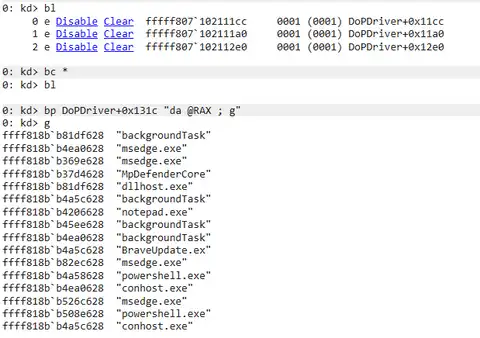 0: kd> bl
0 e Disable Clear fffff807`102111cc 0001 (0001) DoPDriver+0x11cc
1 e Disable Clear fffff807`102111a0 0001 (0001) DoPDriver+0x11a0
2 e Disable Clear fffff807`102112e0 0001 (0001) DoPDriver+0x12e0
0: kd> bc *
0: kd> bl
0: kd> bp DoPDriver+0x131c "da @RAX ; g"
0: kd> g
ffff818b`b81df628 "backgroundTask"
ffff818b`b4ea0628 "msedge.exe"
ffff818b`b369e628 "msedge.exe"
ffff818b`b37d4628 "MpDefenderCore"
ffff818b`b81df628 "dllhost.exe"
ffff818b`b4a5c628 "backgroundTask"
ffff818b`b4206628 "notepad.exe"
ffff818b`b45ee628 "backgroundTask"
ffff818b`b4ea0628 "backgroundTask"
ffff818b`b4a5c628 "BraveUpdate.ex"
ffff818b`b82ec628 "msedge.exe"
ffff818b`b4a58628 "powershell.exe"
ffff818b`b4ea0628 "conhost.exe"
ffff818b`b526c628 "msedge.exe"
ffff818b`b508e628 "powershell.exe"
ffff818b`b4a5c628 "conhost.exe"